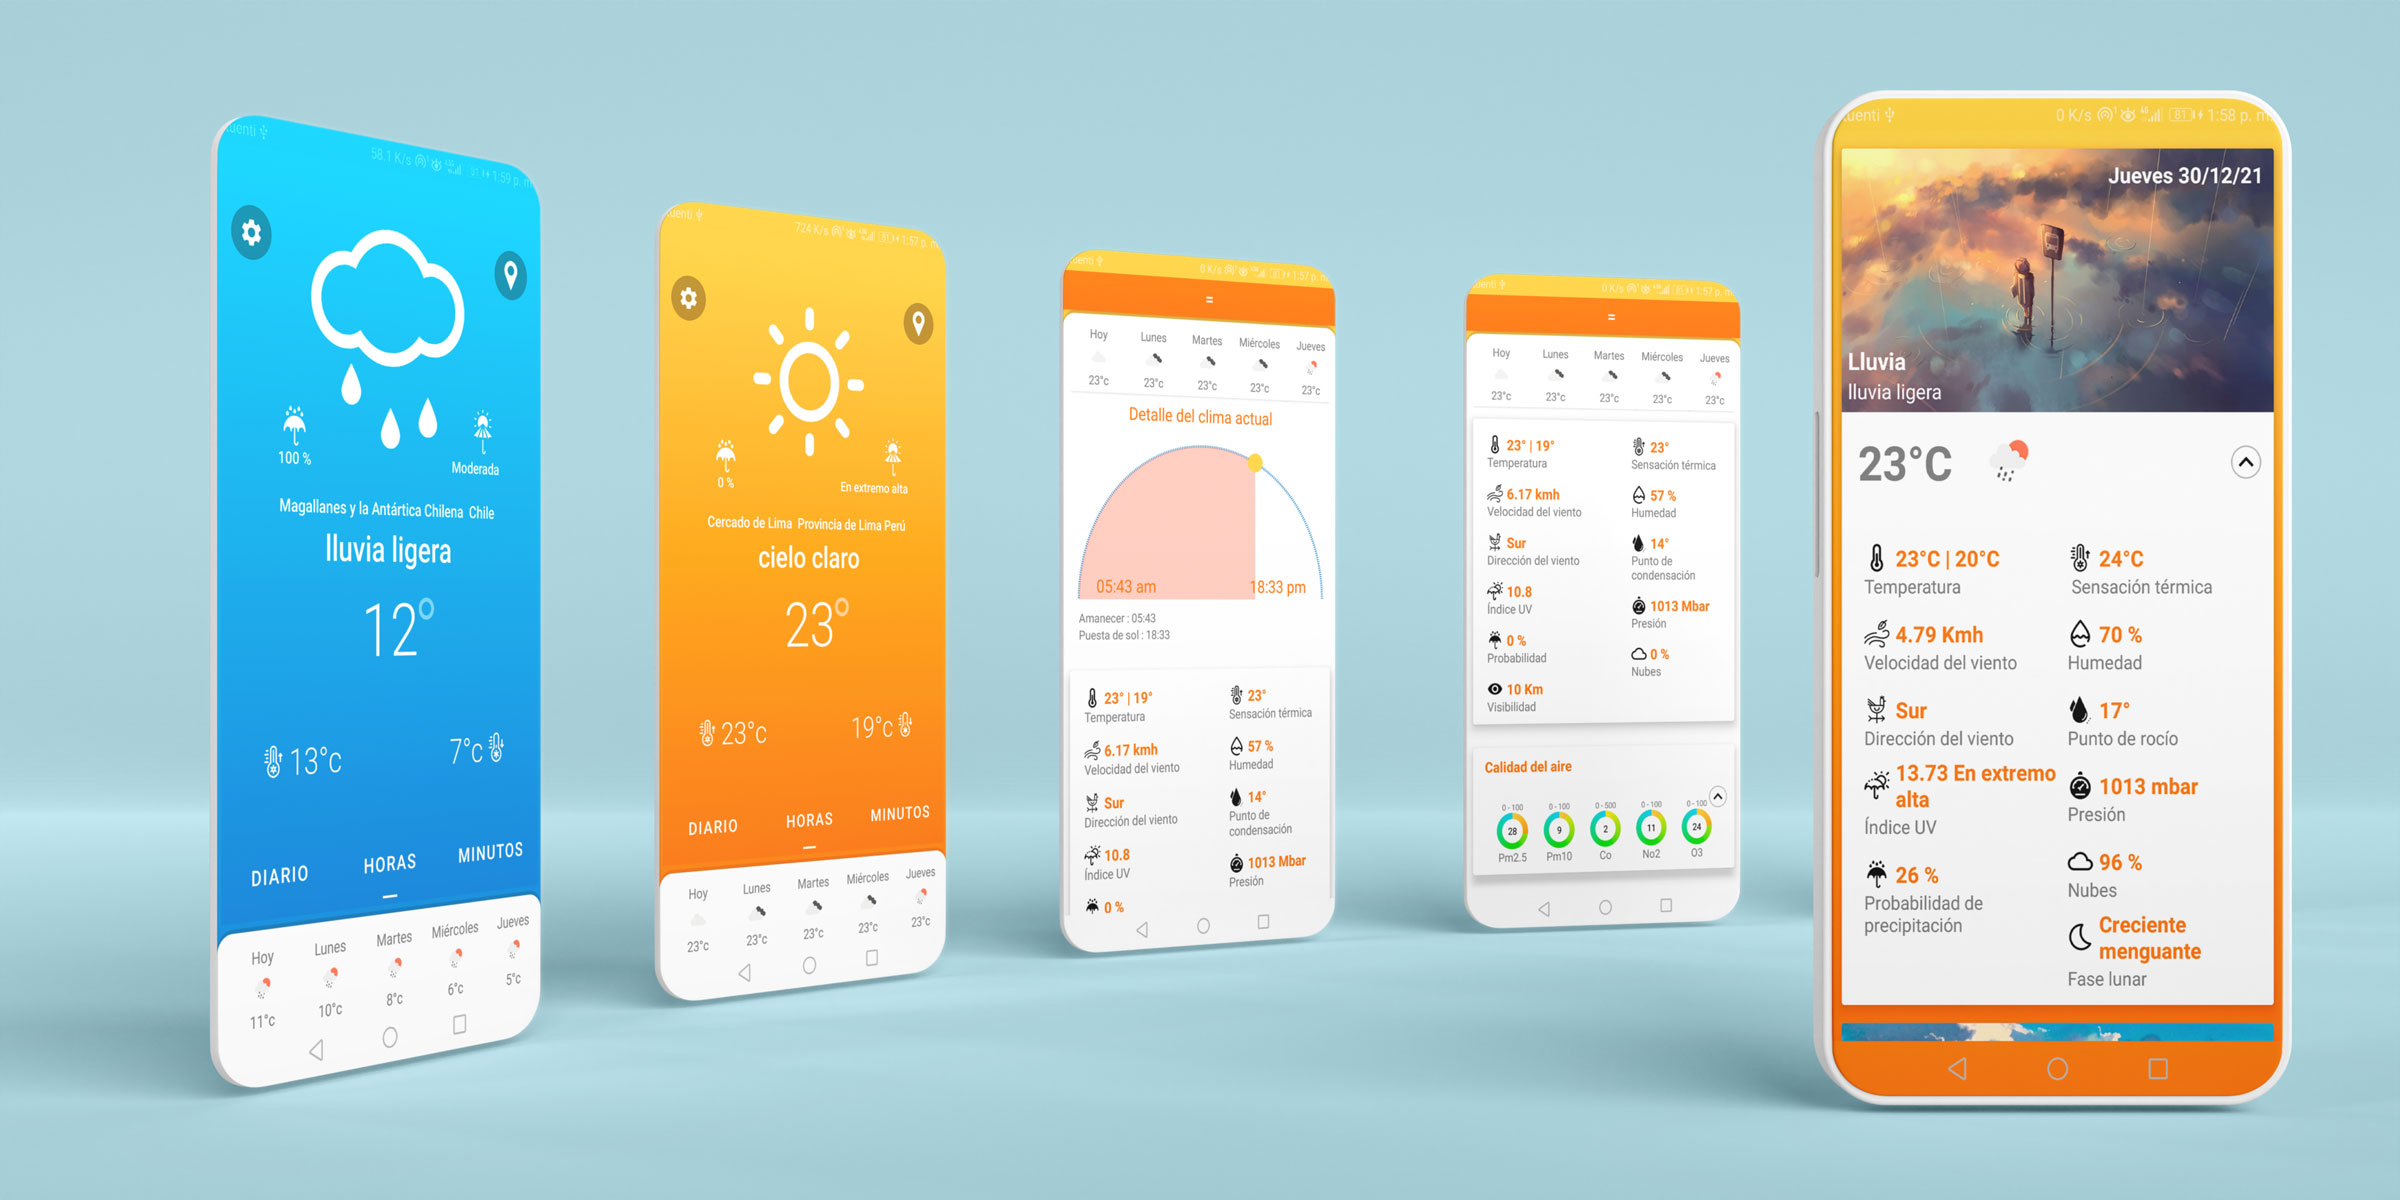 uenti
58.1 K/s 81 1:59 p. m.
100 %
Moderada
Magallanes y la Antártica Chilena Chile
lluvia ligera
12°
13°c 7°c
DIARIO HORAS MINUTOS
Hoy Lunes Martes Miércoles Jueves
11°c 10°c 8°c 6°c 5°c
uenti
724 K/s 81 1:57 p. m.
0 %
En extremo alta
Cercado de Lima Provincia de Lima Perú
cielo claro
23°
23°c 19°c
DIARIO HORAS MINUTOS
Hoy Lunes Martes Miércoles Jueves
23°c 23°c 23°c 23°c 23°c
uenti
0 K/s 81 1:57 p. m.
=
Hoy Lunes Martes Miércoles Jueves
23°c 23°c 23°c 23°c 23°c
Detalle del clima actual
05:43 am 18:33 pm
Amanecer : 05:43
Puesta de sol : 18:33
23° | 19° 23°
Temperatura Sensación térmica
6.17 kmh 57 %
Velocidad del viento Humedad
Sur 14°
Dirección del viento Punto de
condensación
10.8 1013 Mbar
Índice UV Presión
0 %
uenti
0 K/s 1:57 p. m.
=
Hoy Lunes Martes Miércoles Jueves
23°c 23°c 23°c 23°c 23°c
23° | 19° 23°
Temperatura Sensación térmica
6.17 kmh 57 %
Velocidad del viento Humedad
Sur 14°
Dirección del viento Punto de
condensación
10.8 1013 Mbar
Índice UV Presión
0 % 0 %
Probabilidad Nubes
10 Km
Visibilidad
Calidad del aire
0 - 100 0 - 100 0 - 500 0 - 100 0 - 100
28 9 2 11 24
Pm2.5 Pm10 Co No2 O3
uenti
0 K/s 4G 81 1:58 p. m.
Jueves 30/12/21
Lluvia
lluvia ligera
23°C
23°C | 20°C 24°C
Temperatura Sensación térmica
4.79 Kmh 70 %
Velocidad del viento Humedad
Sur 17°
Dirección del viento Punto de rocío
13.73 En extremo
alta 1013 mbar
Índice UV Presión
26 % 96 %
Probabilidad de
precipitación Nubes
Creciente
menguante
Fase lunar